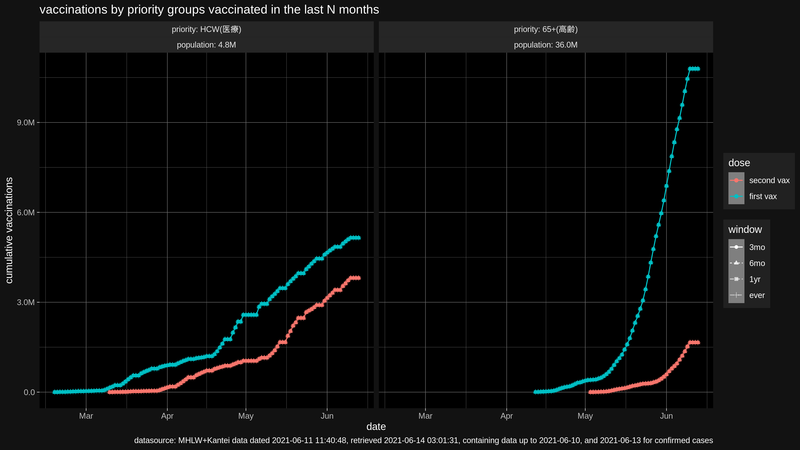 vaccinations by priority groups vaccinated in the last N months
priority: HCW(医療)
population: 4.8M
priority: 65+(高齢)
population: 36.0M
cumulative vaccinations
9.0M
6.0M
3.0M
0.0
Mar
Apr
May
Jun
Mar
Apr
May
Jun
date
dose
second vax
first vax
window
3mo
6mo
1yr
ever
datasource: MHLW+Kantei data dated 2021-06-11 11:40:48, retrieved 2021-06-14 03:01:31, containing data up to 2021-06-10, and 2021-06-13 for confirmed cases